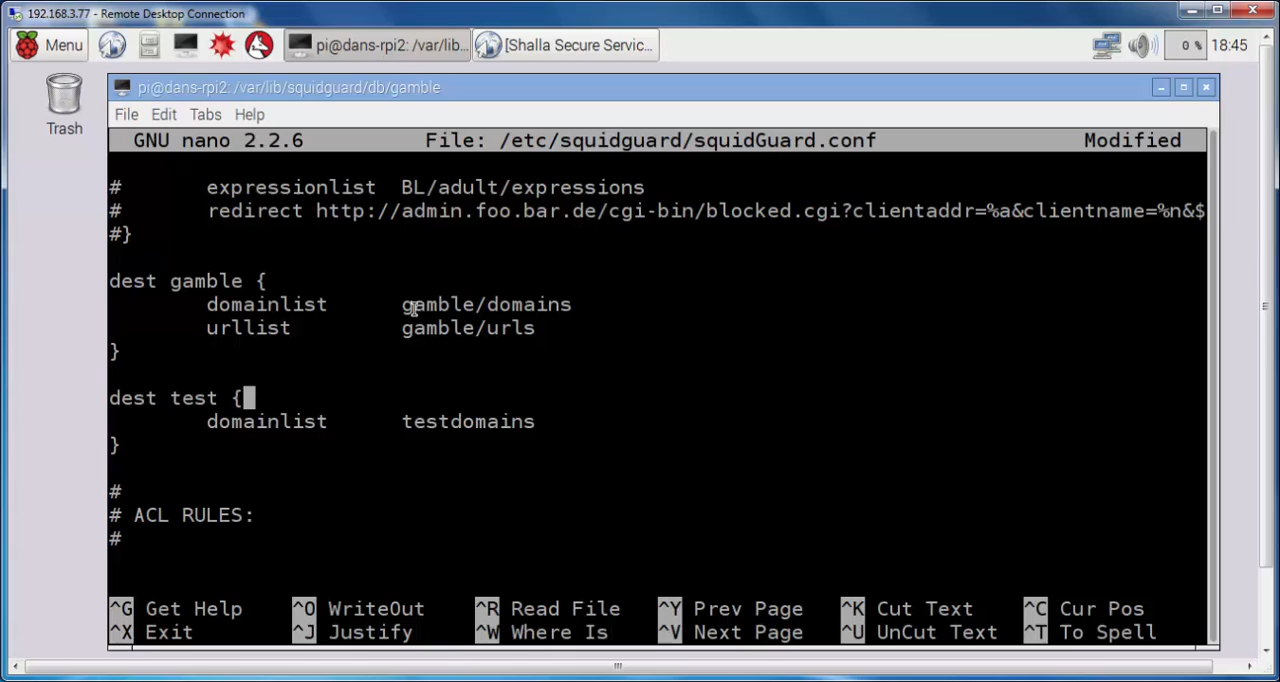 192.168.3.77 - Remote Desktop Connection
Menu
pi@dans-rpi2: /var/lib...
[Shalla Secure Servic...
0 %
18:45
Trash
pi@dans-rpi2: /var/lib/squidguard/db/gamble
File Edit Tabs Help
GNU nano 2.2.6 File: /etc/squidguard/squidGuard.conf Modified
# expressionlist BL/adult/expressions
# redirect http://admin.foo.bar.de/cgi-bin/blocked.cgi?clientaddr=%a&clientname=%n&$
#}
dest gamble {
domainlist gamble/domains
urllist gamble/urls
}
dest test {
domainlist testdomains
}
#
# ACL RULES:
#
^G Get Help ^O WriteOut ^R Read File ^Y Prev Page ^K Cut Text ^C Cur Pos
^X Exit ^J Justify ^W Where Is ^V Next Page ^U UnCut Text ^T To Spell